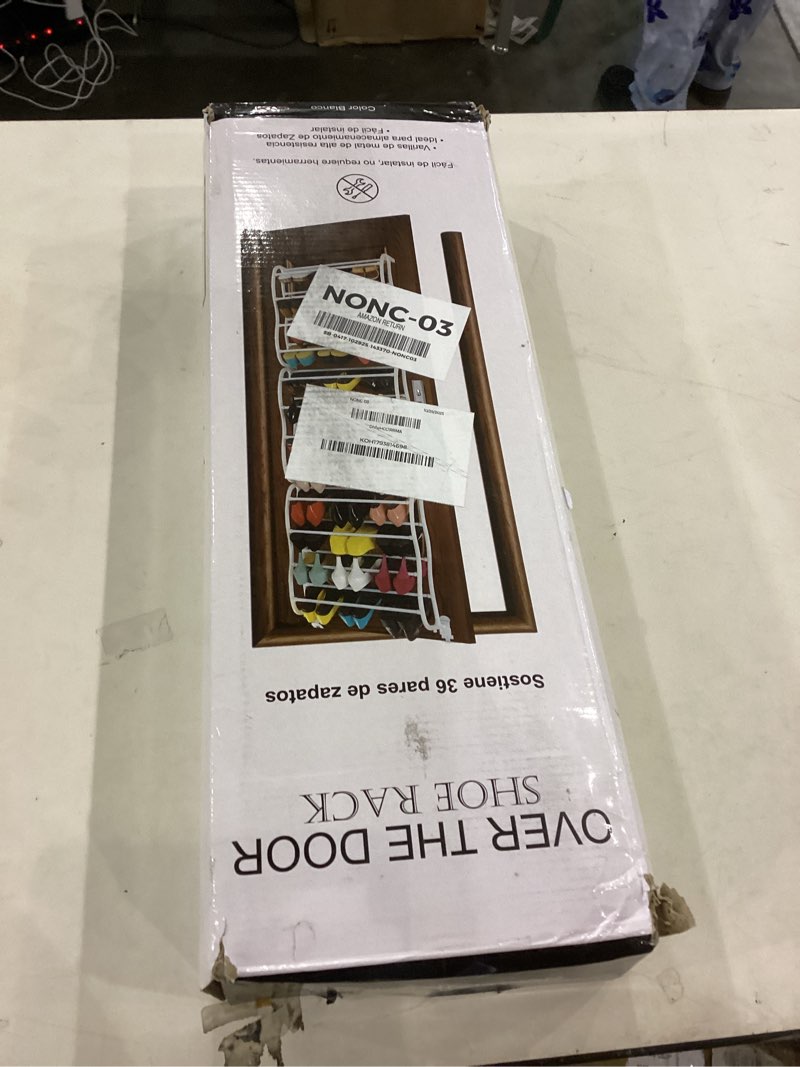 OVER THE DOOR
SHOE RACK
Sostiene 36 pares de zapatos
NONC-03
AMAZON RETURN
Fácil de instalar, no requiere herramientas.
• Varillas de metal de alta resistencia
• Ideal para almacenamiento de Zapatos
• Fácil de instalar
Color Blanco